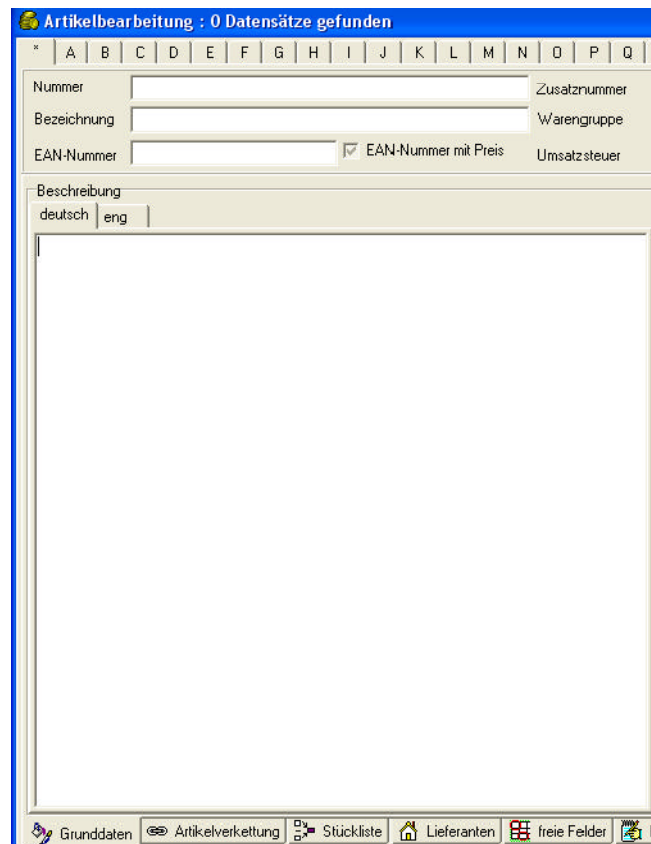 Artikelbearbeitung : 0 Datensätze gefunden
* A B C D E F G H I J K L M N O P Q
Nummer Zusatznummer
Bezeichnung Warengruppe
EAN-Nummer EAN-Nummer mit Preis Umsatzsteuer
Beschreibung
deutsch eng
Grunddaten Artikelverkettung Stückliste Lieferanten freie Felder